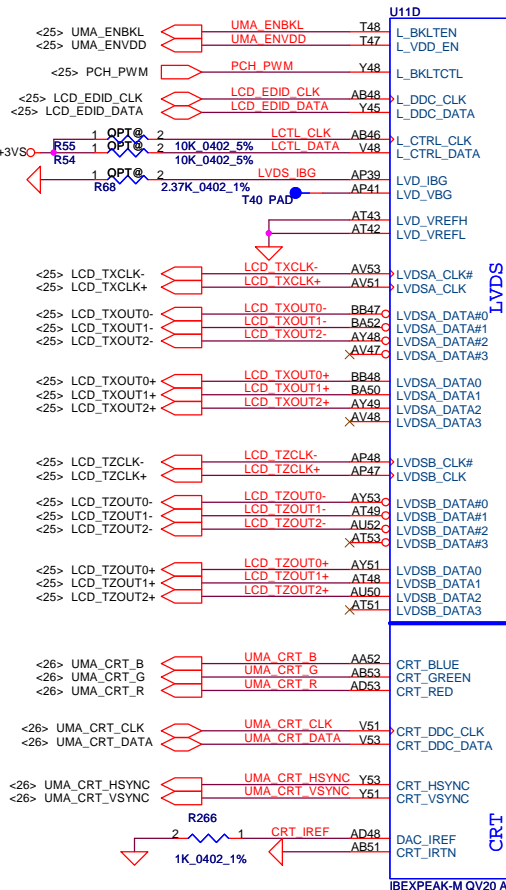 U11D
<25> UMA_ENBKL UMA_ENBKL T48 L_BKLTEN
<25> UMA_ENVDD UMA_ENVDD T47 L_VDD_EN
<25> PCH_PWM PCH_PWM Y48 L_BKLTCTL
<25> LCD_EDID_CLK LCD_EDID_CLK AB48 L_DDC_CLK
<25> LCD_EDID_DATA LCD_EDID_DATA Y45 L_DDC_DATA
+3VS R55 1 OPT@ 2 10K_0402_5% LCTL_CLK AB46 L_CTRL_CLK
R54 1 OPT@ 2 10K_0402_5% LCTL_DATA V48 L_CTRL_DATA
R68 1 OPT@ 2 2.37K_0402_1% LVDS_IBG AP39 LVD_IBG
T40 PAD AP41 LVD_VBG
AT43 LVD_VREFH
AT42 LVD_VREFL
LVDS
<25> LCD_TXCLK- LCD_TXCLK- AV53 LVDSA_CLK#
<25> LCD_TXCLK+ LCD_TXCLK+ AV51 LVDSA_CLK
<25> LCD_TXOUT0- LCD_TXOUT0- BB47 LVDSA_DATA#0
<25> LCD_TXOUT1- LCD_TXOUT1- BA52 LVDSA_DATA#1
<25> LCD_TXOUT2- LCD_TXOUT2- AY48 LVDSA_DATA#2
AV47 LVDSA_DATA#3
<25> LCD_TXOUT0+ LCD_TXOUT0+ BB48 LVDSA_DATA0
<25> LCD_TXOUT1+ LCD_TXOUT1+ BA50 LVDSA_DATA1
<25> LCD_TXOUT2+ LCD_TXOUT2+ AY49 LVDSA_DATA2
AV48 LVDSA_DATA3
<25> LCD_TZCLK- LCD_TZCLK- AP48 LVDSB_CLK#
<25> LCD_TZCLK+ LCD_TZCLK+ AP47 LVDSB_CLK
<25> LCD_TZOUT0- LCD_TZOUT0- AY53 LVDSB_DATA#0
<25> LCD_TZOUT1- LCD_TZOUT1- AT49 LVDSB_DATA#1
<25> LCD_TZOUT2- LCD_TZOUT2- AU52 LVDSB_DATA#2
AT53 LVDSB_DATA#3
<25> LCD_TZOUT0+ LCD_TZOUT0+ AY51 LVDSB_DATA0
<25> LCD_TZOUT1+ LCD_TZOUT1+ AT48 LVDSB_DATA1
<25> LCD_TZOUT2+ LCD_TZOUT2+ AU50 LVDSB_DATA2
AT51 LVDSB_DATA3
<26> UMA_CRT_B UMA_CRT_B AA52 CRT_BLUE
<26> UMA_CRT_G UMA_CRT_G AB53 CRT_GREEN
<26> UMA_CRT_R UMA_CRT_R AD53 CRT_RED
<26> UMA_CRT_CLK UMA_CRT_CLK V51 CRT_DDC_CLK
<26> UMA_CRT_DATA UMA_CRT_DATA V53 CRT_DDC_DATA
<26> UMA_CRT_HSYNC UMA_CRT_HSYNC Y53 CRT_HSYNC
<26> UMA_CRT_VSYNC UMA_CRT_VSYNC Y51 CRT_VSYNC
CRT
R266
2 1 CRT_IREF AD48 DAC_IREF
1K_0402_1% AB51 CRT_IRTN
IBEXPEAK-M QV20 A